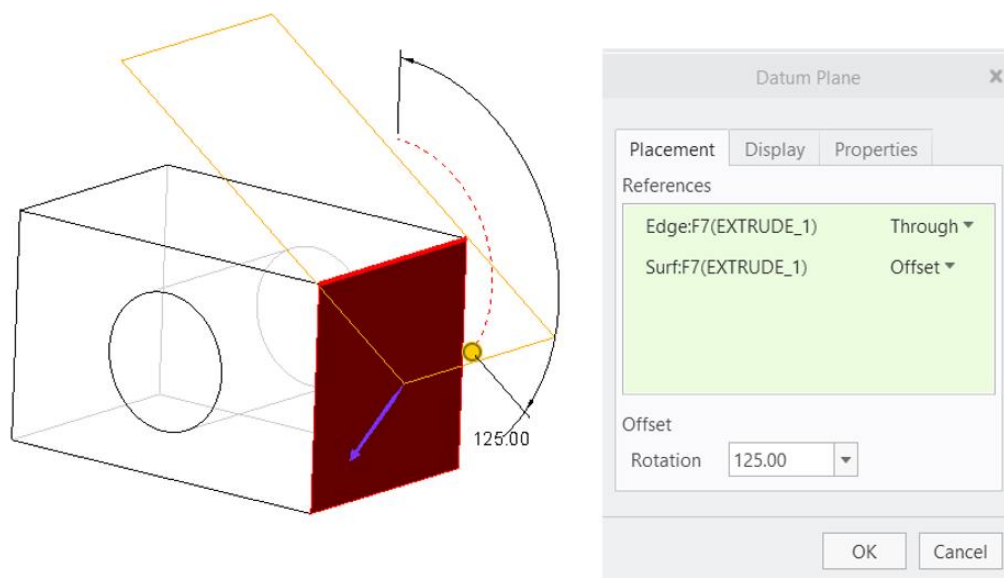 125.00
Datum Plane x
Placement Display Properties
References
Edge:F7(EXTRUDE_1) Through
Surf:F7(EXTRUDE_1) Offset
Offset
Rotation 125.00
OK Cancel